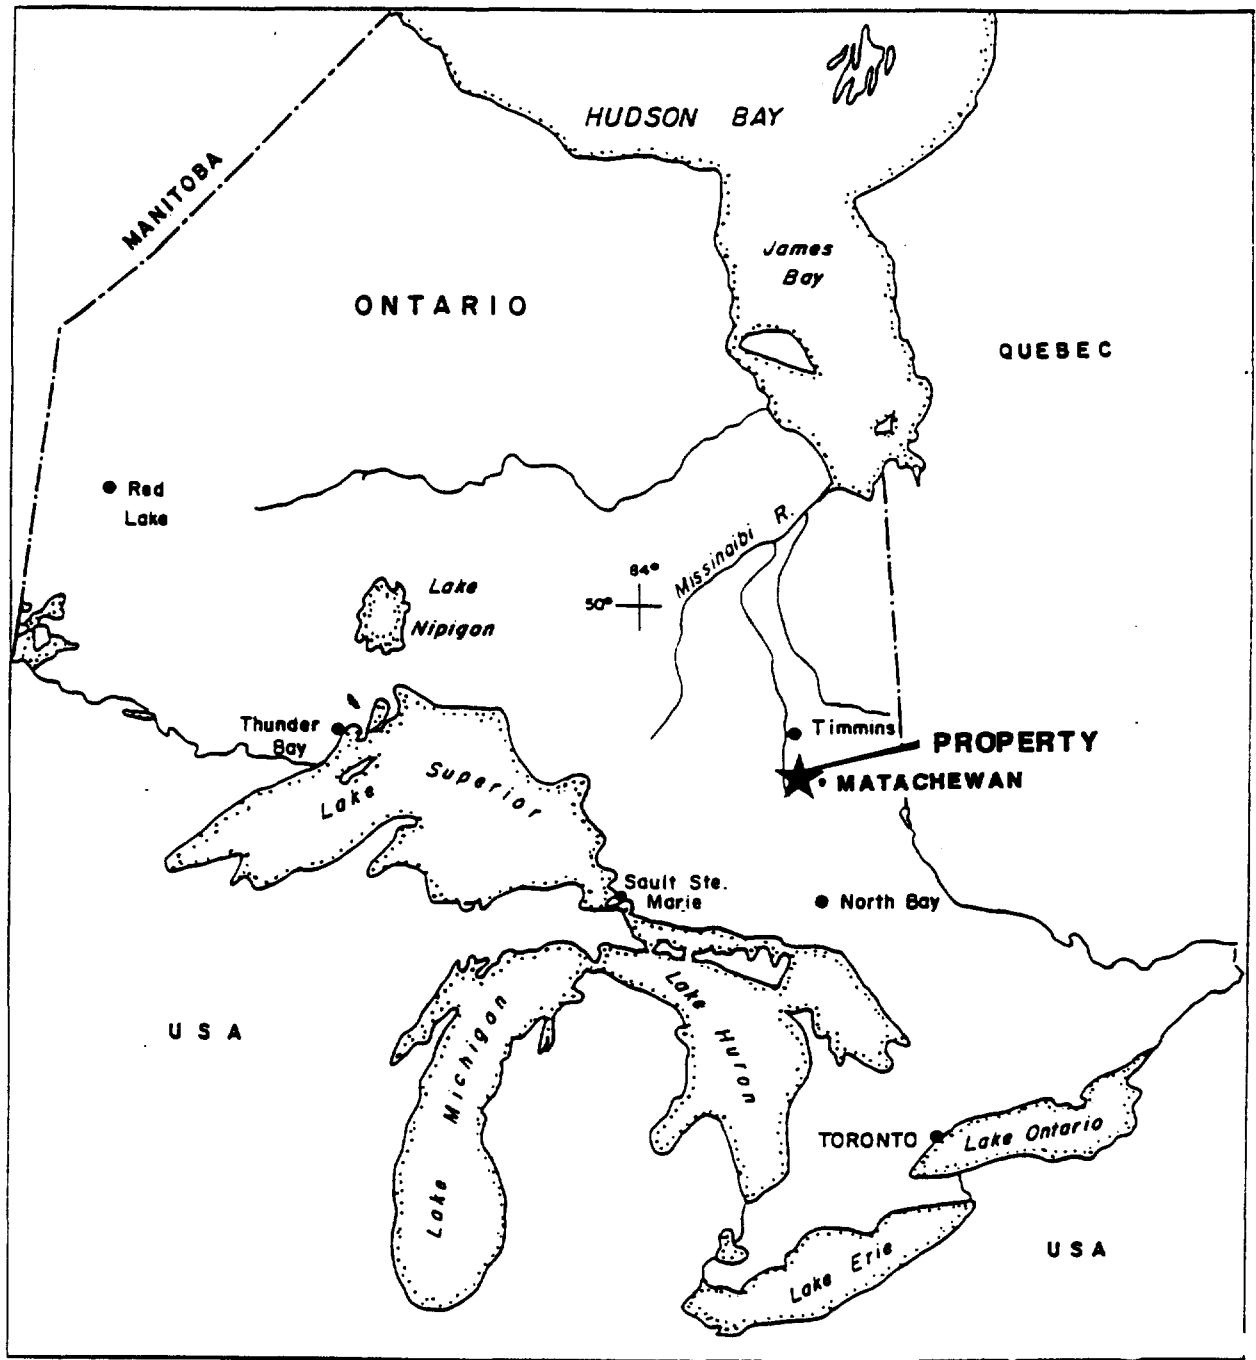 HUDSON BAY
MANITOBA
James
Bay
ONTARIO
QUEBEC
Red
Lake
Missinaibi R.
84°
50°
Lake
Nipigon
Thunder
Bay
Timmins
PROPERTY
MATACHEWAN
Lake Superior
Sault Ste.
Marie
North Bay
USA
Lake Michigan
Lake Huron
TORONTO
Lake Ontario
Lake Erie
USA